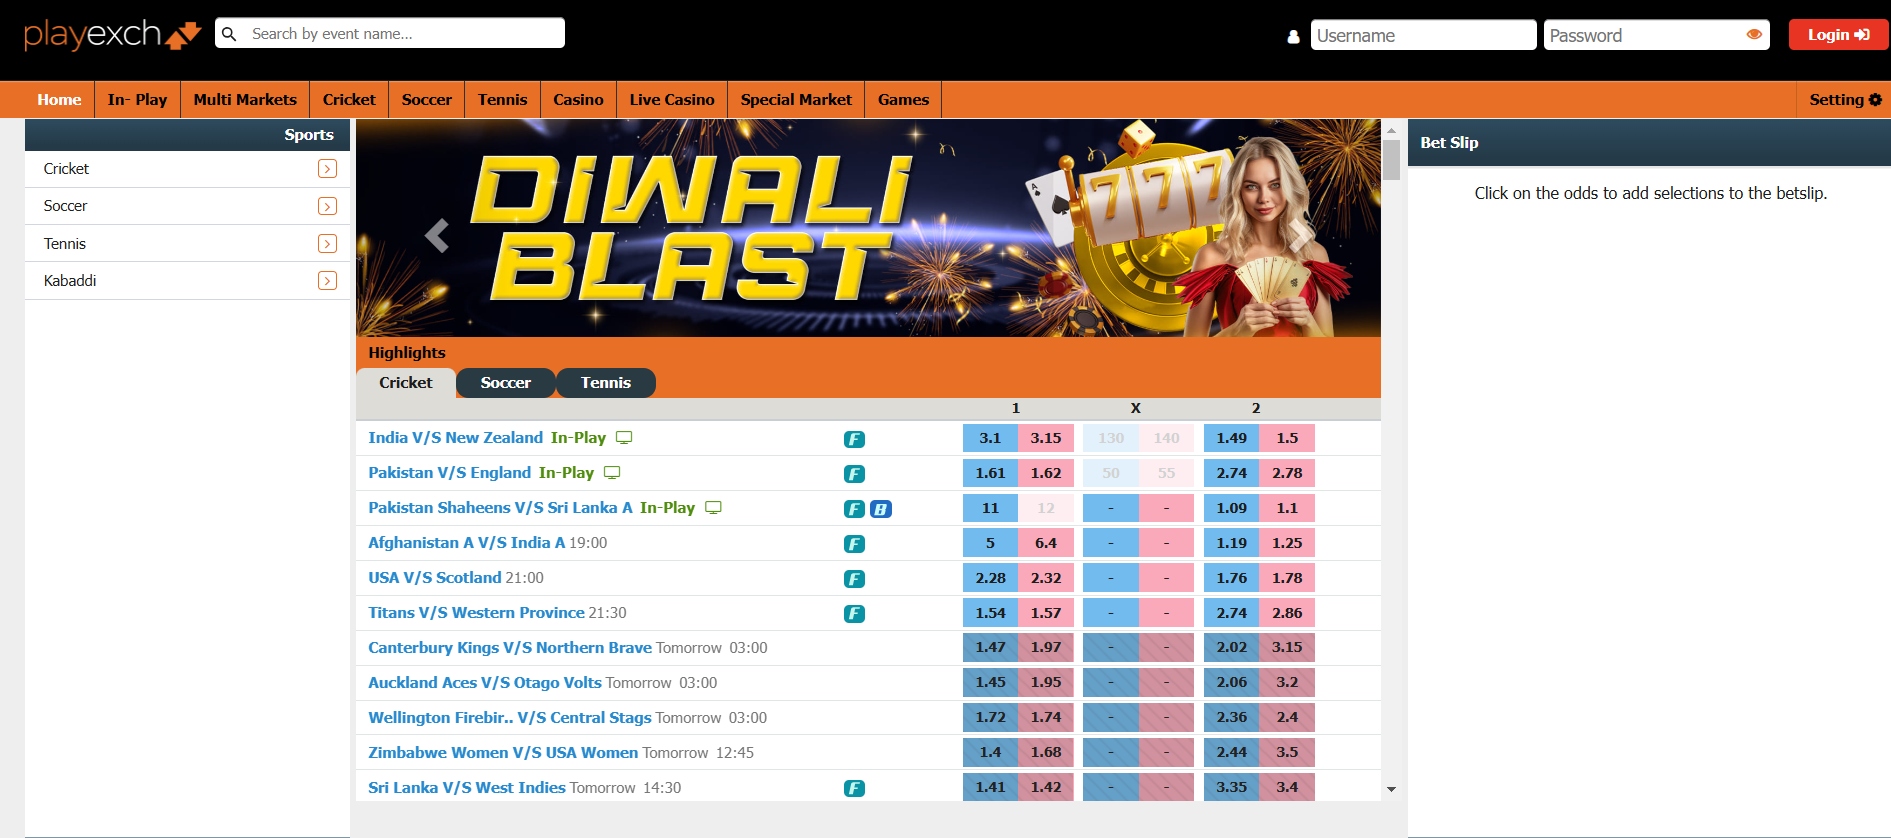 playexch
Search by event name...
Username
Password
Login
Home In- Play Multi Markets Cricket Soccer Tennis Casino Live Casino Special Market Games Setting
Sports
Cricket
Soccer
Tennis
Kabaddi
DIWALI
BLAST
777
A
Bet Slip
Click on the odds to add selections to the betslip.
Highlights
Cricket Soccer Tennis
1 X 2
India V/S New Zealand In-Play F 3.1 3.15 130 140 1.49 1.5
Pakistan V/S England In-Play F 1.61 1.62 50 55 2.74 2.78
Pakistan Shaheens V/S Sri Lanka A In-Play F B 11 12 - - 1.09 1.1
Afghanistan A V/S India A 19:00 F 5 6.4 - - 1.19 1.25
USA V/S Scotland 21:00 F 2.28 2.32 - - 1.76 1.78
Titans V/S Western Province 21:30 F 1.54 1.57 - - 2.74 2.86
Canterbury Kings V/S Northern Brave Tomorrow 03:00 1.47 1.97 - - 2.02 3.15
Auckland Aces V/S Otago Volts Tomorrow 03:00 1.45 1.95 - - 2.06 3.2
Wellington Firebir.. V/S Central Stags Tomorrow 03:00 1.72 1.74 - - 2.36 2.4
Zimbabwe Women V/S USA Women Tomorrow 12:45 1.4 1.68 - - 2.44 3.5
Sri Lanka V/S West Indies Tomorrow 14:30 F 1.41 1.42 - - 3.35 3.4